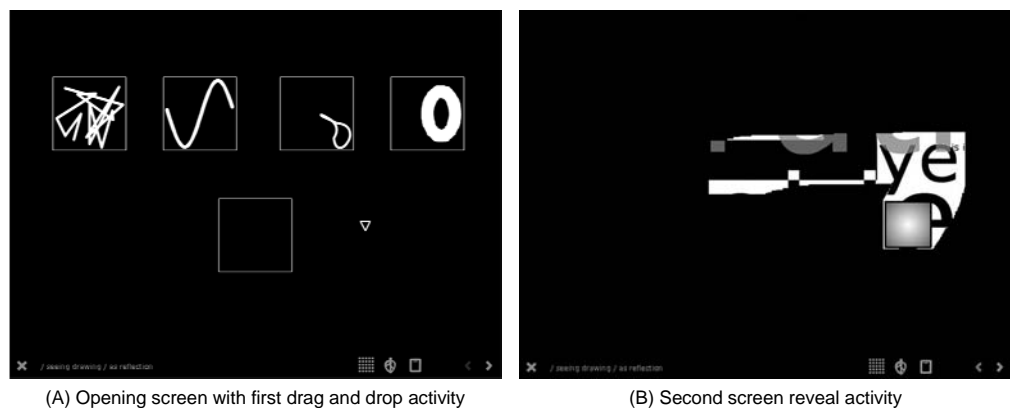 ye
e
/ seeing drawing / as reflection
/ seeing drawing / as reflection
(A) Opening screen with first drag and drop activity
(B) Second screen reveal activity